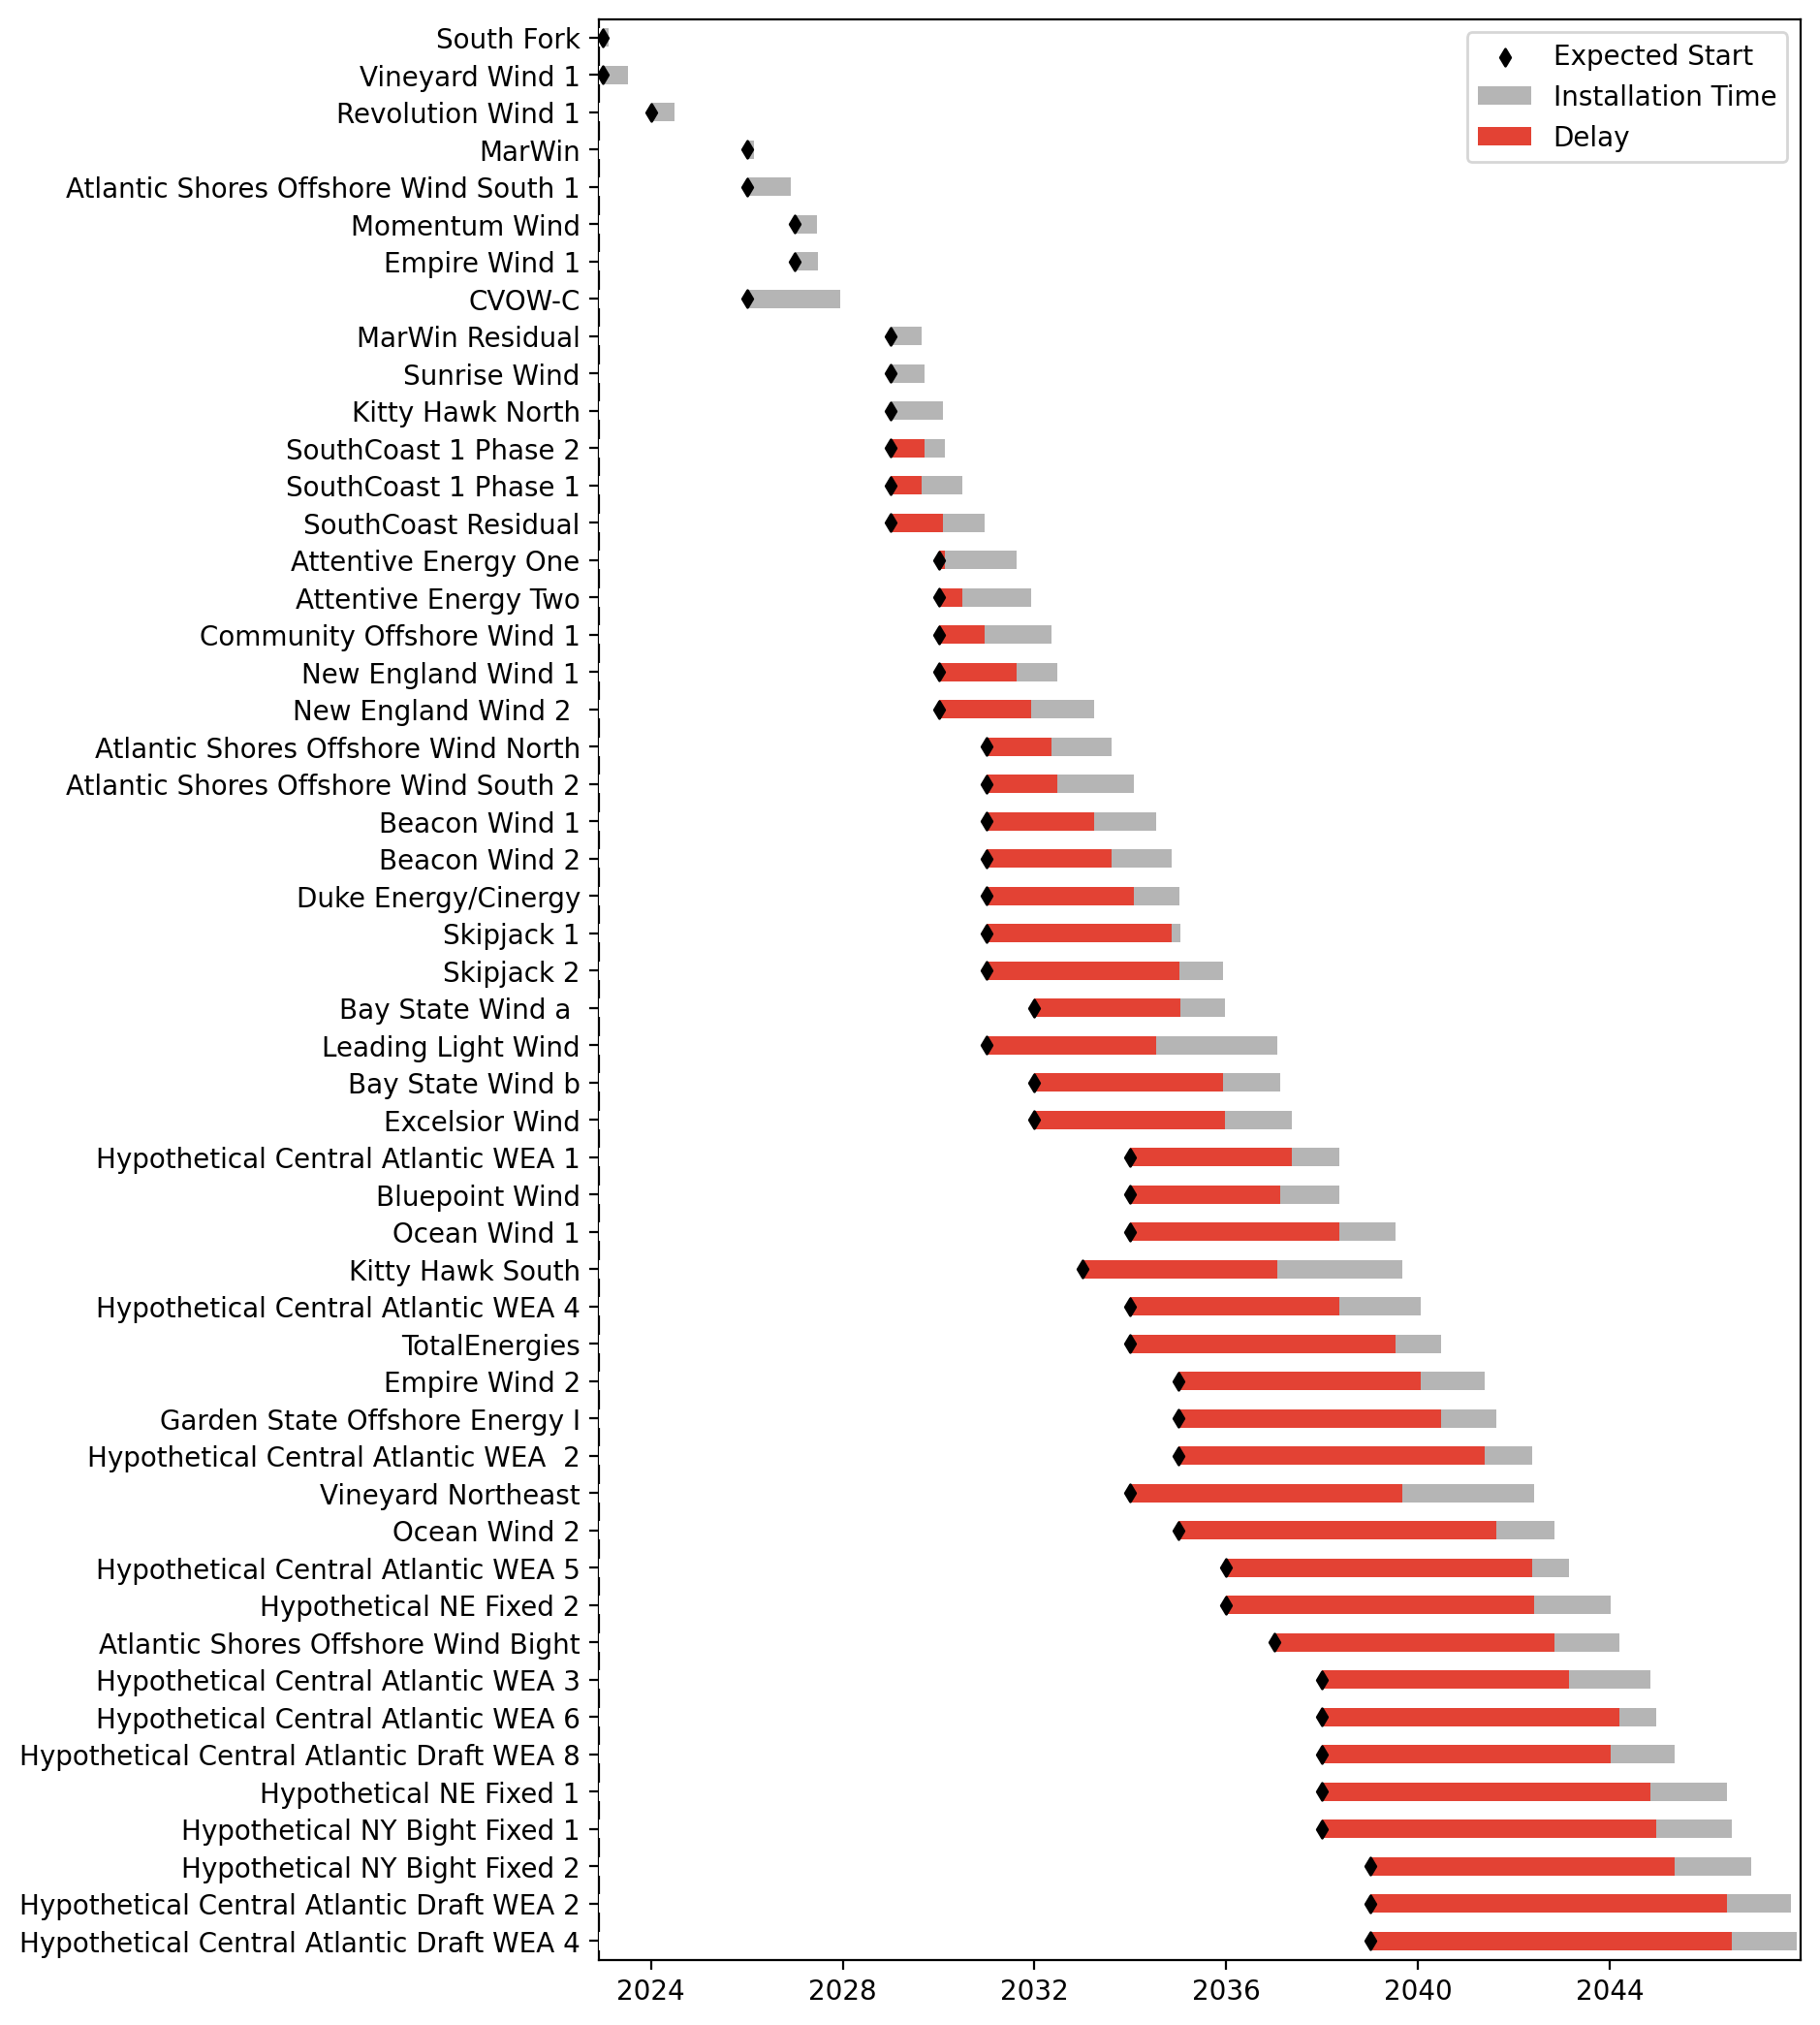 South Fork
Vineyard Wind 1
Revolution Wind 1
MarWin
Atlantic Shores Offshore Wind South 1
Momentum Wind
Empire Wind 1
CVOW-C
MarWin Residual
Sunrise Wind
Kitty Hawk North
SouthCoast 1 Phase 2
SouthCoast 1 Phase 1
SouthCoast Residual
Attentive Energy One
Attentive Energy Two
Community Offshore Wind 1
New England Wind 1
New England Wind 2
Atlantic Shores Offshore Wind North
Atlantic Shores Offshore Wind South 2
Beacon Wind 1
Beacon Wind 2
Duke Energy/Cinergy
Skipjack 1
Skipjack 2
Bay State Wind a
Leading Light Wind
Bay State Wind b
Excelsior Wind
Hypothetical Central Atlantic WEA 1
Bluepoint Wind
Ocean Wind 1
Kitty Hawk South
Hypothetical Central Atlantic WEA 4
TotalEnergies
Empire Wind 2
Garden State Offshore Energy I
Hypothetical Central Atlantic WEA  2
Vineyard Northeast
Ocean Wind 2
Hypothetical Central Atlantic WEA 5
Hypothetical NE Fixed 2
Atlantic Shores Offshore Wind Bight
Hypothetical Central Atlantic WEA 3
Hypothetical Central Atlantic WEA 6
Hypothetical Central Atlantic Draft WEA 8
Hypothetical NE Fixed 1
Hypothetical NY Bight Fixed 1
Hypothetical NY Bight Fixed 2
Hypothetical Central Atlantic Draft WEA 2
Hypothetical Central Atlantic Draft WEA 4
Expected Start
Installation Time
Delay
2024 2028 2032 2036 2040 2044